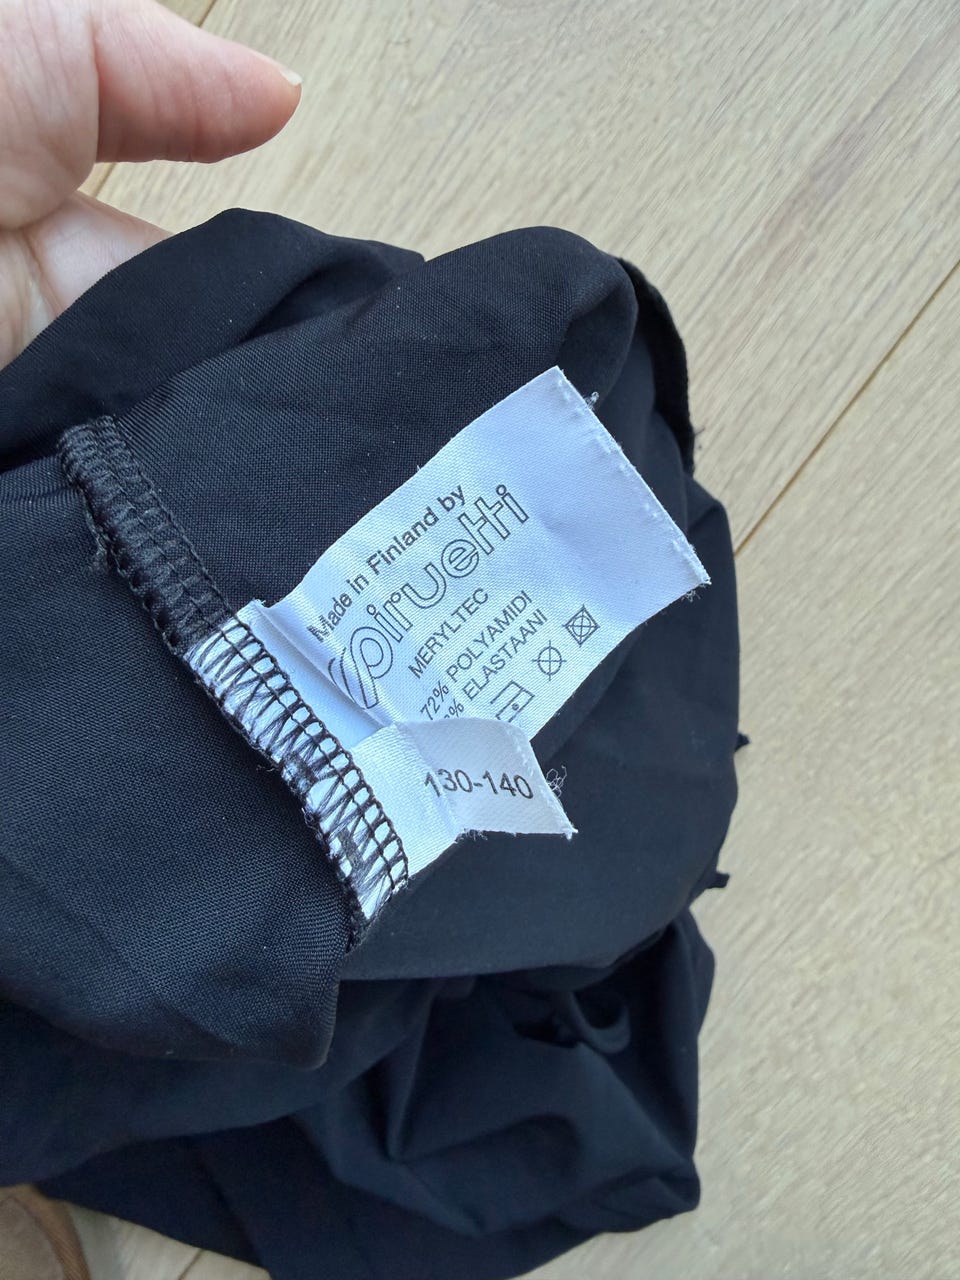 Made in Finland by
piruetti
MERYLTEC
72% POLYAMIDI
% ELASTAANI
130-140